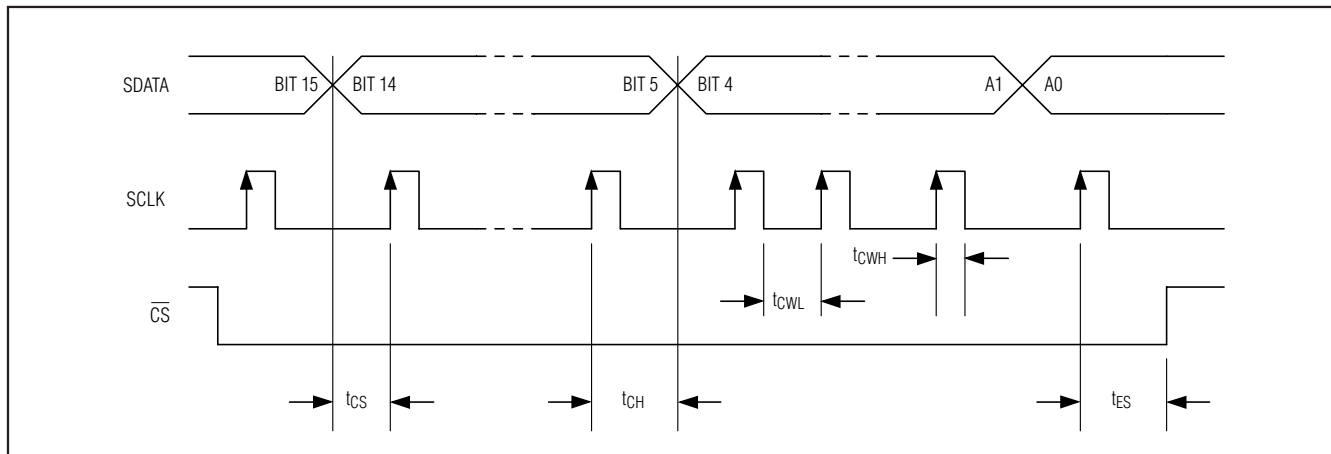 SDATA BIT 15 BIT 14 BIT 5 BIT 4 A1 A0
SCLK
tCWH
tCWL
CS
tCS tCH tES